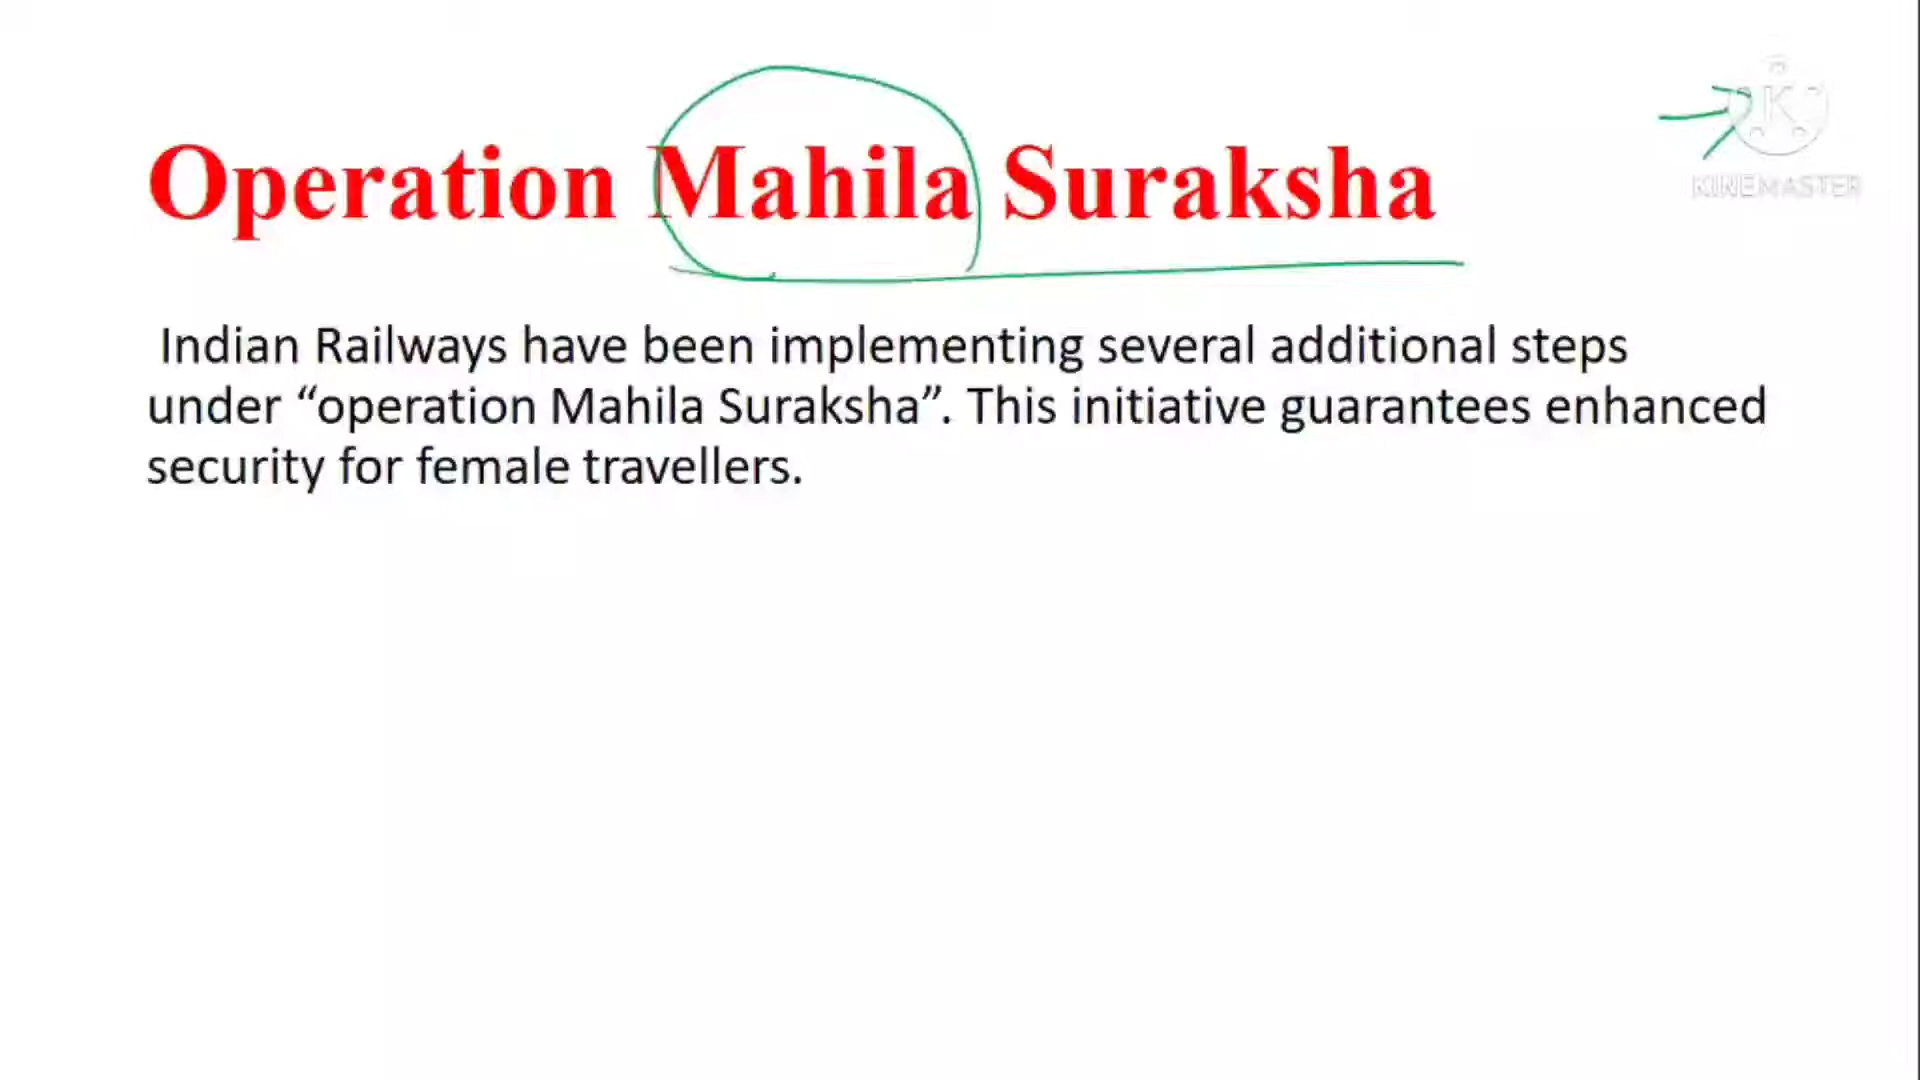 Operation Mahila Suraksha
KINEMASTER
Indian Railways have been implementing several additional steps
under “operation Mahila Suraksha”. This initiative guarantees enhanced
security for female travellers.